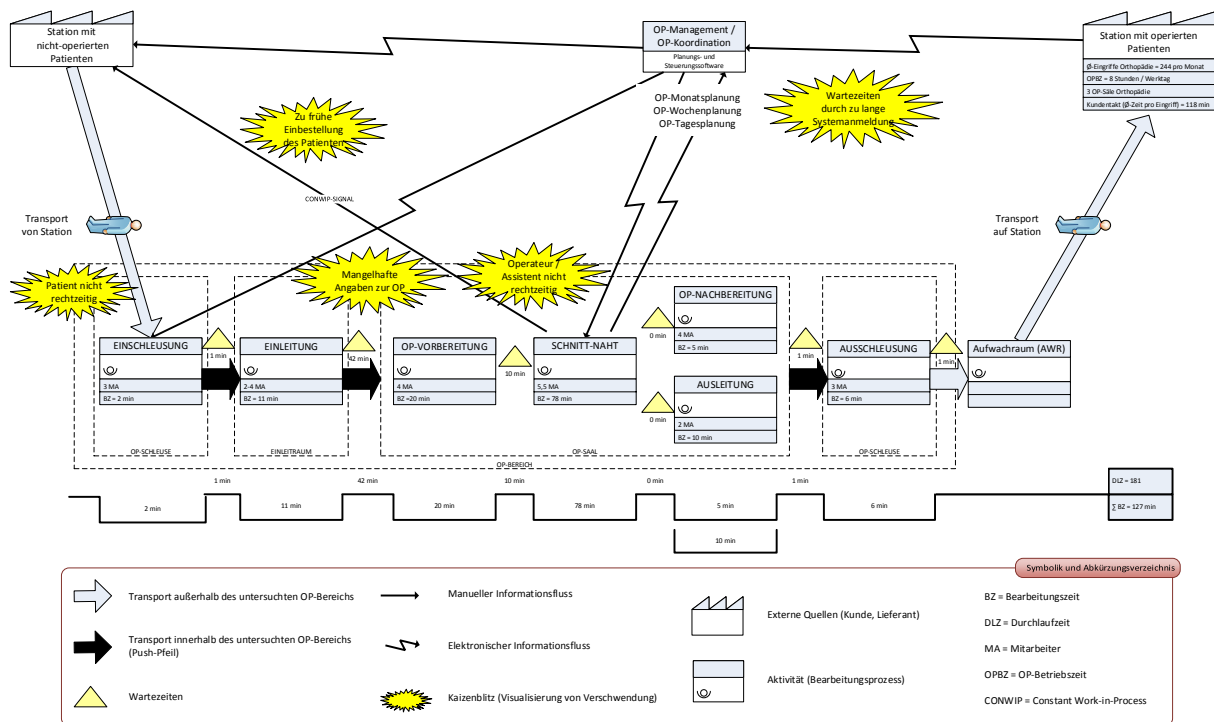 Station mit
nicht-operierten
Patienten
OP-Management /
OP-Koordination
Planungs- und
Steuerungssoftware
Station mit operierten
Patienten
Ø-Eingriffe Orthopädie = 244 pro Monat
OPBZ = 8 Stunden / Werktag
3 OP-Säle Orthopädie
Kundentakt (Ø-Zeit pro Eingriff) = 118 min
OP-Monatsplanung
OP-Wochenplanung
OP-Tagesplanung
Wartezeiten
durch zu lange
Systemanmeldung
Zu frühe
Einbestellung
des Patienten
CONWIP-SIGNAL
Transport
von Station
Transport
auf Station
Patient nicht
rechtzeitig
Mangelhafte
Angaben zur OP
Operateur /
Assistent nicht
rechtzeitig
EINSCHLEUSUNG
3 MA
BZ = 2 min
1 min
EINLEITUNG
2-4 MA
BZ = 11 min
42 min
OP-VORBEREITUNG
4 MA
BZ =20 min
10 min
SCHNITT-NAHT
5,5 MA
BZ = 78 min
0 min
OP-NACHBEREITUNG
4 MA
BZ = 5 min
0 min
AUSLEITUNG
2 MA
BZ = 10 min
1 min
AUSSCHLEUSUNG
3 MA
BZ = 6 min
1 min
Aufwachraum (AWR)
OP-SCHLEUSE
EINLEITRAUM
OP-SAAL
OP-SCHLEUSE
OP-BEREICH
1 min
42 min
10 min
0 min
1 min
2 min
11 min
20 min
78 min
5 min
6 min
10 min
DLZ = 181
∑ BZ = 127 min
Symbolik und Abkürzungsverzeichnis
Transport außerhalb des untersuchten OP-Bereichs
Transport innerhalb des untersuchten OP-Bereichs
(Push-Pfeil)
Wartezeiten
Manueller Informationsfluss
Elektronischer Informationsfluss
Kaizenblitz (Visualisierung von Verschwendung)
Externe Quellen (Kunde, Lieferant)
Aktivität (Bearbeitungsprozess)
BZ = Bearbeitungszeit
DLZ = Durchlaufzeit
MA = Mitarbeiter
OPBZ = OP-Betriebszeit
CONWIP = Constant Work-in-Process